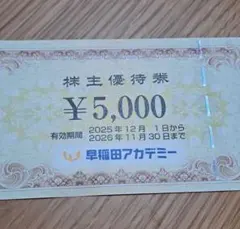 株主優待券
￥5,000
有効期間 2025年12月 1日から
2026年11月30日まで
早稲田アカデミー